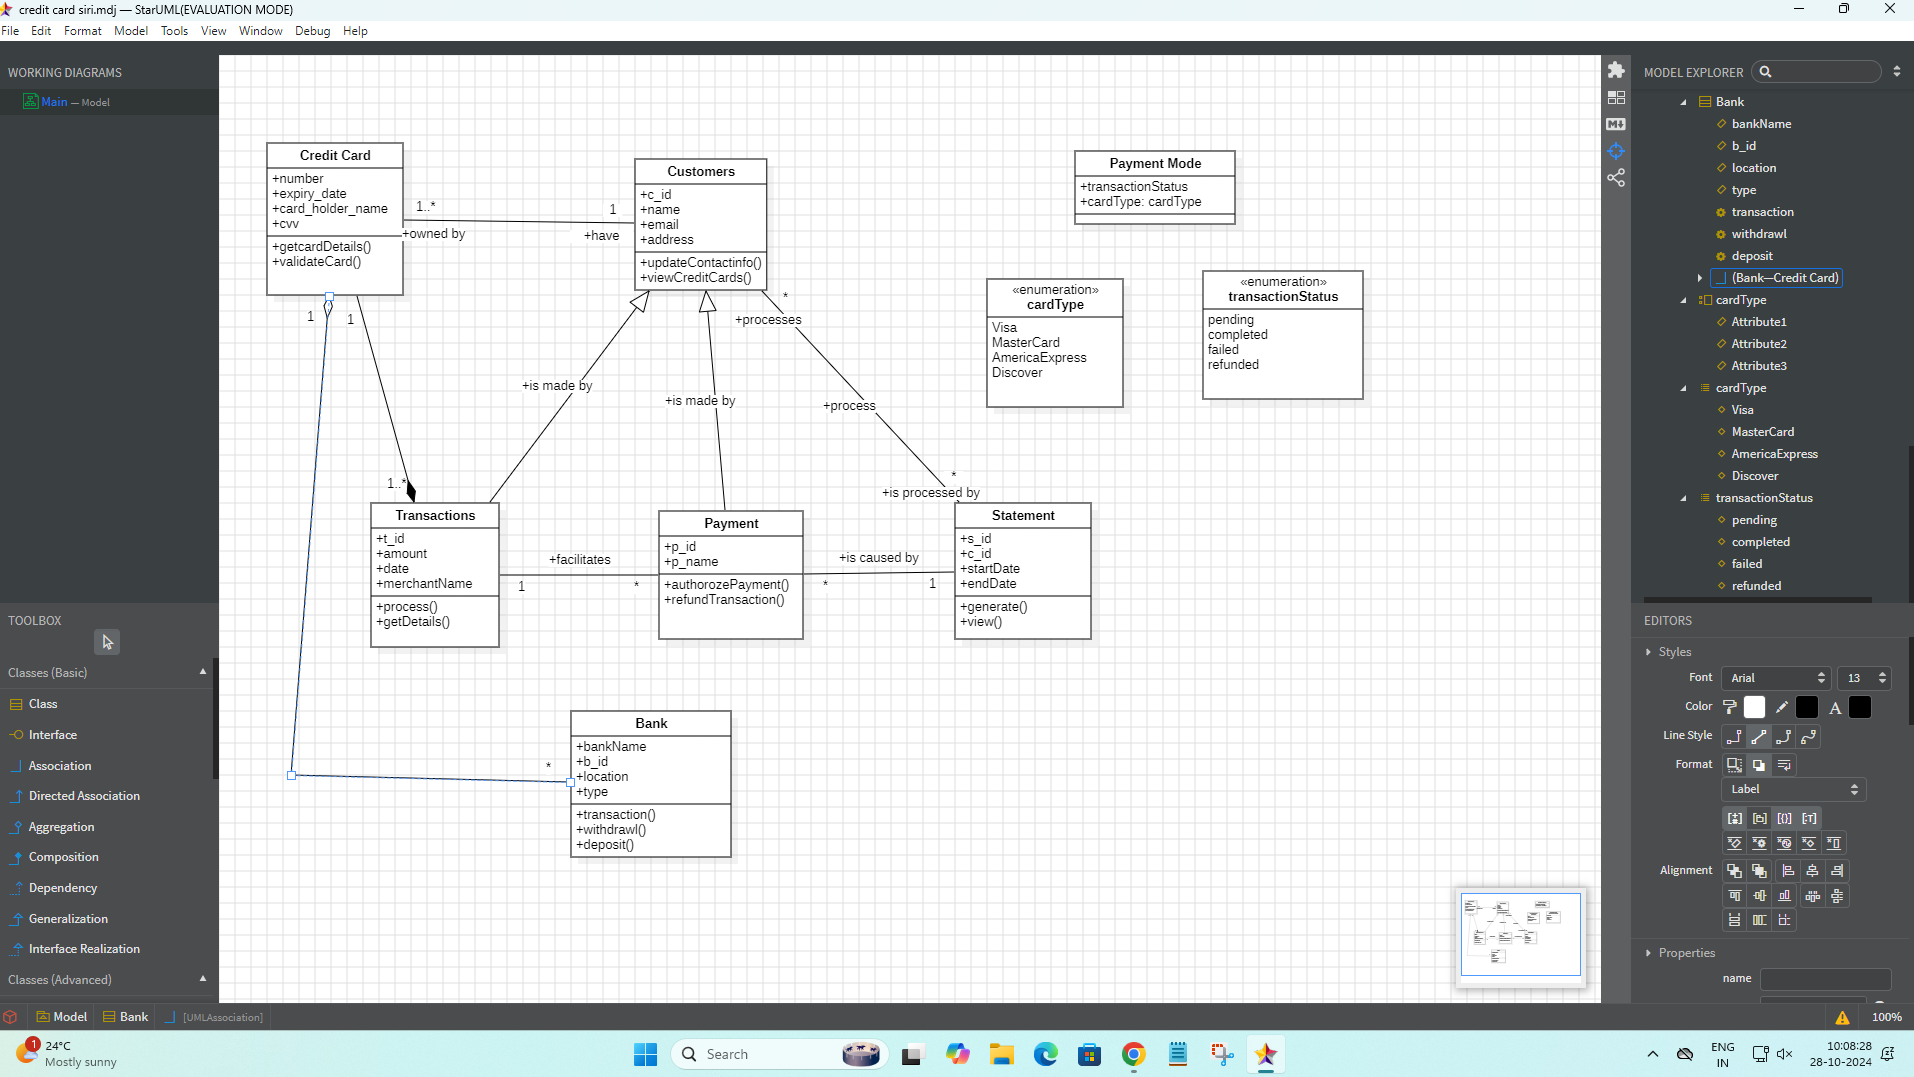 credit card siri.mdj — StarUML(EVALUATION MODE)
File Edit Format Model Tools View Window Debug Help
WORKING DIAGRAMS
Main — Model
Credit Card
+number
+expiry_date
+card_holder_name
+cvv
+getcardDetails()
+validateCard()
1..*
+owned by
1
+have
Customers
+c_id
+name
+email
+address
+updateContactinfo()
+viewCreditCards()
Payment Mode
+transactionStatus
+cardType: cardType
«enumeration»
cardType
Visa
MasterCard
AmericaExpress
Discover
«enumeration»
transactionStatus
pending
completed
failed
refunded
1
1
*
+processes
+is made by
+is made by
+process
1..*
*
+is processed by
Transactions
+t_id
+amount
+date
+merchantName
+process()
+getDetails()
+facilitates
1
*
Payment
+p_id
+p_name
+authorozePayment()
+refundTransaction()
+is caused by
*
1
Statement
+s_id
+c_id
+startDate
+endDate
+generate()
+view()
*
Bank
+bankName
+b_id
+location
+type
+transaction()
+withdrawl()
+deposit()
TOOLBOX
Classes (Basic)
Class
Interface
Association
Directed Association
Aggregation
Composition
Dependency
Generalization
Interface Realization
Classes (Advanced)
MODEL EXPLORER
Bank
bankName
b_id
location
type
transaction
withdrawl
deposit
(Bank—Credit Card)
cardType
Attribute1
Attribute2
Attribute3
cardType
Visa
MasterCard
AmericaExpress
Discover
transactionStatus
pending
completed
failed
refunded
EDITORS
Styles
Font Arial 13
Color A
Line Style
Format
Label
Alignment
Properties
name
Model Bank [UMLAssociation]
100%
1
24°C
Mostly sunny
Search
ENG
IN
10:08:28
28-10-2024